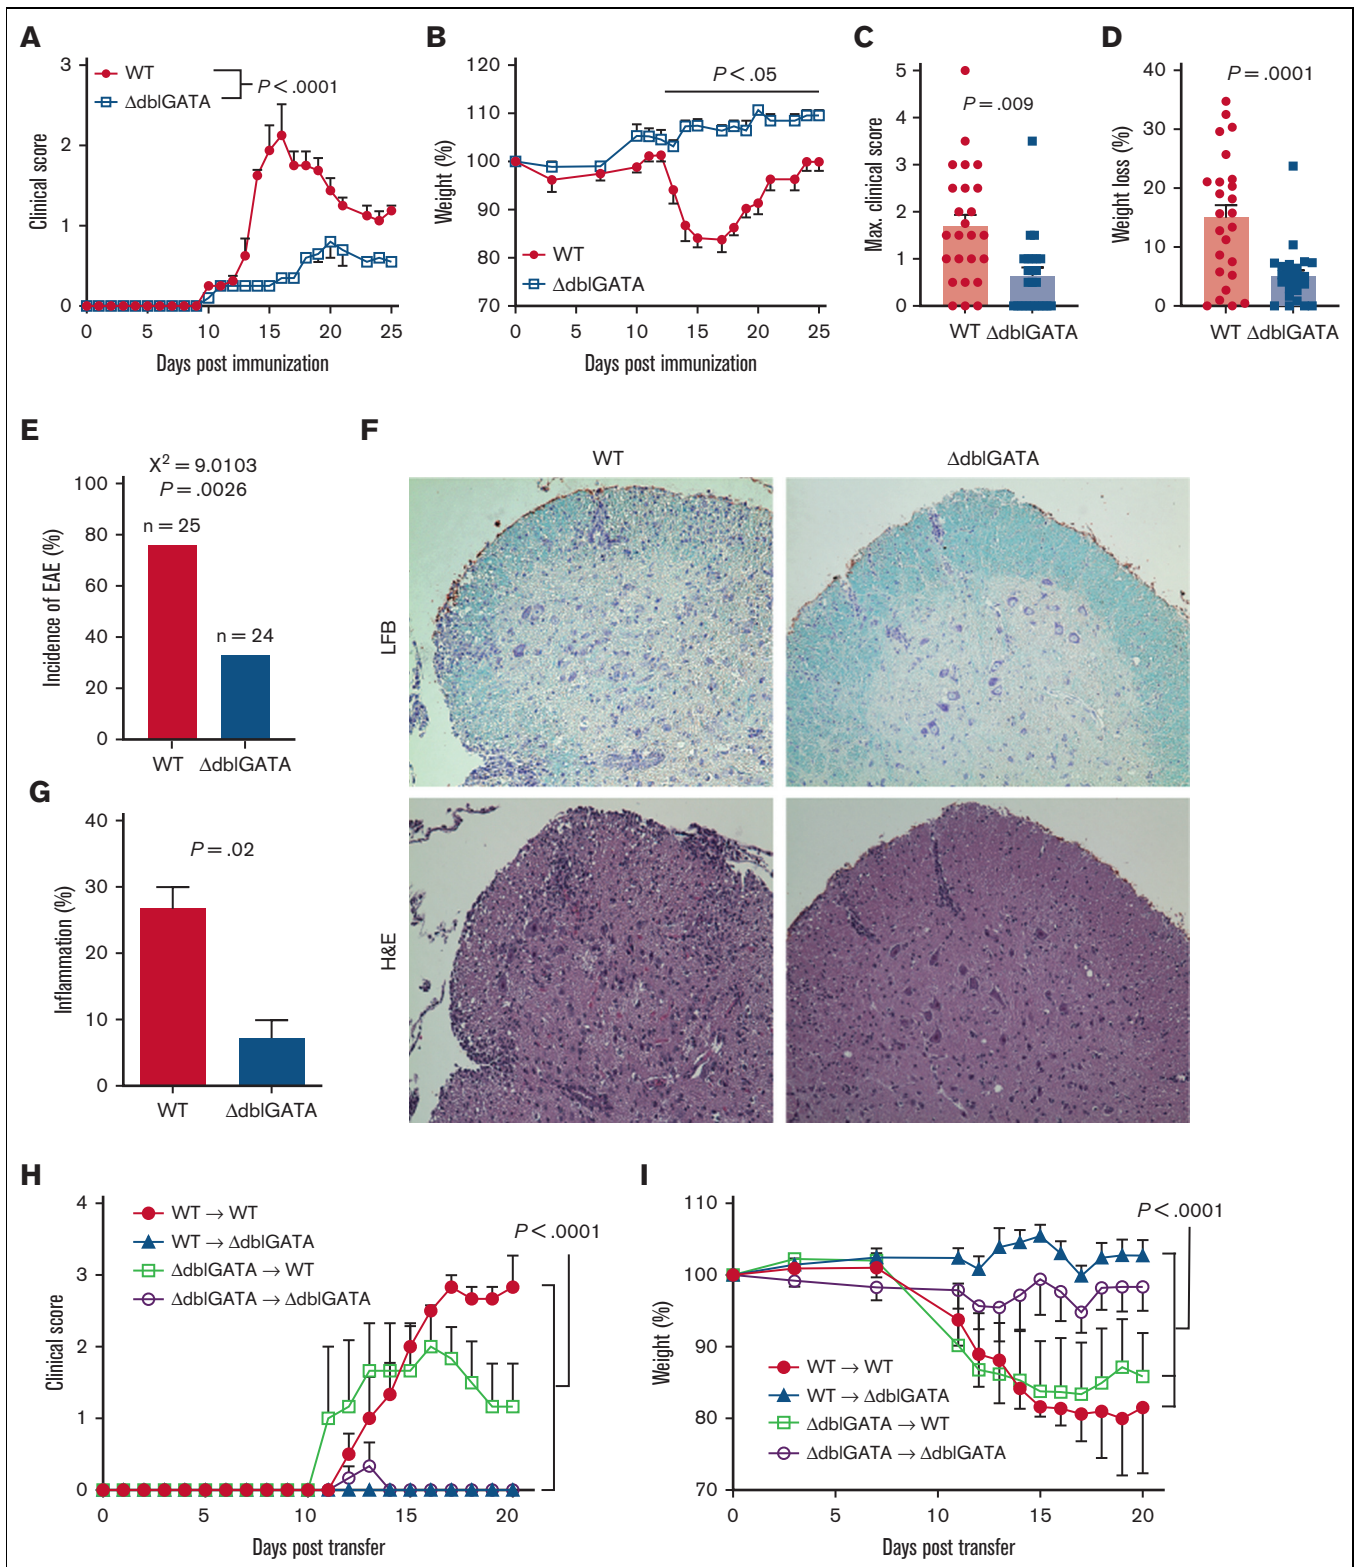 A
3
2
1
0
Clinical score
WT
ΔdblGATA
P < .0001
0 5 10 15 20 25
Days post immunization
B
120
110
100
90
80
70
Weight (%)
P < .05
WT
ΔdblGATA
0 5 10 15 20 25
Days post immunization
C
5
4
3
2
1
0
Max. clinical score
P = .009
WT ΔdblGATA
D
40
30
20
10
0
Weight loss (%)
P = .0001
WT ΔdblGATA
E
X² = 9.0103
P = .0026
100
80
60
40
20
0
Incidence of EAE (%)
n = 25
n = 24
WT ΔdblGATA
F
WT ΔdblGATA
LFB
H&E
G
40
30
20
10
0
Inflammation (%)
P = .02
WT ΔdblGATA
H
4
3
2
1
0
Clinical score
WT → WT
WT → ΔdblGATA
ΔdblGATA → WT
ΔdblGATA → ΔdblGATA
P < .0001
0 5 10 15 20
Days post transfer
I
110
100
90
80
70
Weight (%)
P < .0001
WT → WT
WT → ΔdblGATA
ΔdblGATA → WT
ΔdblGATA → ΔdblGATA
0 5 10 15 20
Days post transfer